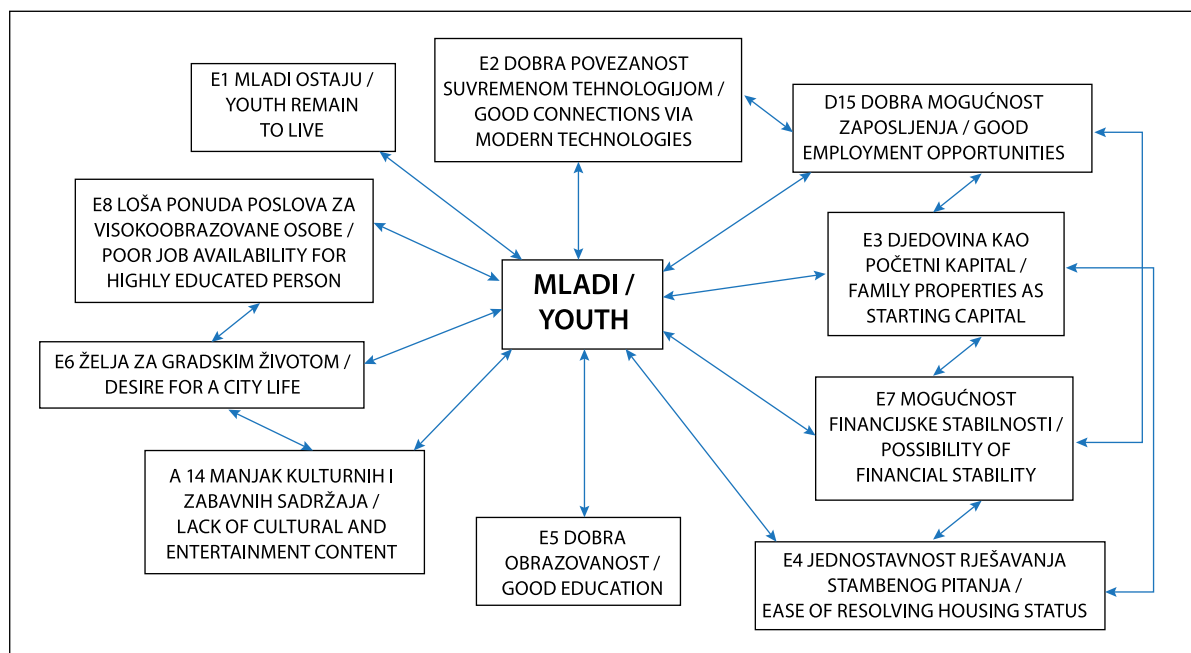 E1 MLADI OSTAJU /
YOUTH REMAIN
TO LIVE
E2 DOBRA POVEZANOST
SUVREMENOM TEHNOLOGIJOM /
GOOD CONNECTIONS VIA
MODERN TECHNOLOGIES
D15 DOBRA MOGUĆNOST
ZAPOSLJENJA / GOOD
EMPLOYMENT OPPORTUNITIES
E8 LOŠA PONUDA POSLOVA ZA
VISOKOOBRAZOVANE OSOBE /
POOR JOB AVAILABILITY FOR
HIGHLY EDUCATED PERSON
MLADI /
YOUTH
E3 DJEDOVINA KAO
POČETNI KAPITAL /
FAMILY PROPERTIES AS
STARTING CAPITAL
E6 ŽELJA ZA GRADSKIM ŽIVOTOM /
DESIRE FOR A CITY LIFE
E7 MOGUĆNOST
FINANCIJSKE STABILNOSTI /
POSSIBILITY OF
FINANCIAL STABILITY
A 14 MANJAK KULTURNIH I
ZABAVNIH SADRŽAJA /
LACK OF CULTURAL AND
ENTERTAINMENT CONTENT
E5 DOBRA
OBRAZOVANOST /
GOOD EDUCATION
E4 JEDNOSTAVNOST RJEŠAVANJA
STAMBENOG PITANJA /
EASE OF RESOLVING HOUSING STATUS